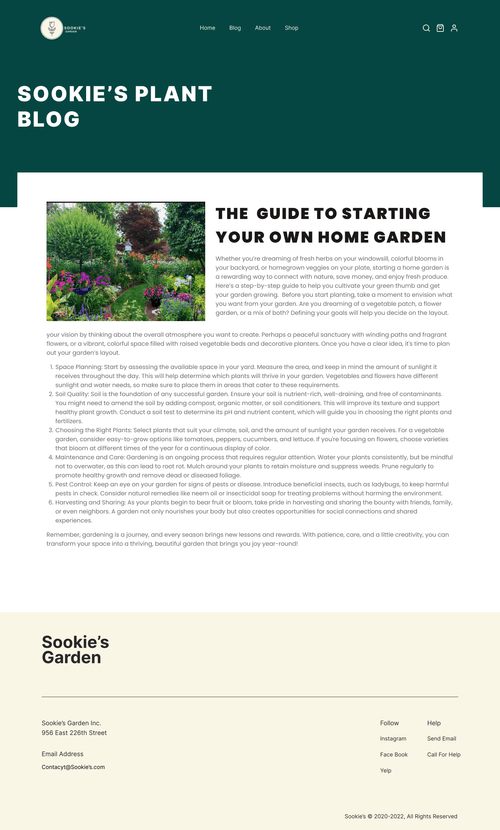 SOOKIE'S
GARDEN
Home Blog About Shop
SOOKIE'S PLANT
BLOG
THE GUIDE TO STARTING
YOUR OWN HOME GARDEN
Whether you're dreaming of fresh herbs on your windowsill, colorful blooms in
your backyard, or homegrown veggies on your plate, starting a home garden is
a rewarding way to connect with nature, save money, and enjoy fresh produce.
Here's a step-by-step guide to help you cultivate your green thumb and get
your garden growing. Before you start planting, take a moment to envision what
you want from your garden. Are you dreaming of a vegetable patch, a flower
garden, or a mix of both? Defining your goals will help you decide on the layout.
your vision by thinking about the overall atmosphere you want to create. Perhaps a peaceful sanctuary with winding paths and fragrant
flowers, or a vibrant, colorful space filled with raised vegetable beds and decorative planters. Once you have a clear idea, it's time to plan
out your garden's layout.
1. Space Planning: Start by assessing the available space in your yard. Measure the area, and keep in mind the amount of sunlight it
receives throughout the day. This will help determine which plants will thrive in your garden. Vegetables and flowers have different
sunlight and water needs, so make sure to place them in areas that cater to these requirements.
2. Soil Quality: Soil is the foundation of any successful garden. Ensure your soil is nutrient-rich, well-draining, and free of contaminants.
You might need to amend the soil by adding compost, organic matter, or soil conditioners. This will improve its texture and support
healthy plant growth. Conduct a soil test to determine its pH and nutrient content, which will guide you in choosing the right plants and
fertilizers.
3. Choosing the Right Plants: Select plants that suit your climate, soil, and the amount of sunlight your garden receives. For a vegetable
garden, consider easy-to-grow options like tomatoes, peppers, cucumbers, and lettuce. If you're focusing on flowers, choose varieties
that bloom at different times of the year for a continuous display of color.
4. Maintenance and Care: Gardening is an ongoing process that requires regular attention. Water your plants consistently, but be mindful
not to overwater, as this can lead to root rot. Mulch around your plants to retain moisture and suppress weeds. Prune regularly to
promote healthy growth and remove dead or diseased foliage.
5. Pest Control: Keep an eye on your garden for signs of pests or disease. Introduce beneficial insects, such as ladybugs, to keep harmful
pests in check. Consider natural remedies like neem oil or insecticidal soap for treating problems without harming the environment.
6. Harvesting and Sharing: As your plants begin to bear fruit or bloom, take pride in harvesting and sharing the bounty with friends, family,
or even neighbors. A garden not only nourishes your body but also creates opportunities for social connections and shared
experiences.
Remember, gardening is a journey, and every season brings new lessons and rewards. With patience, care, and a little creativity, you can
transform your space into a thriving, beautiful garden that brings you joy year-round!
Sookie's
Garden
Sookie's Garden Inc.
956 East 226th Street
Email Address
Contacyt@Sookie's.com
Follow
Instagram
Face Book
Yelp
Help
Send Email
Call For Help
Sookie's © 2020-2022, All Rights Reserved